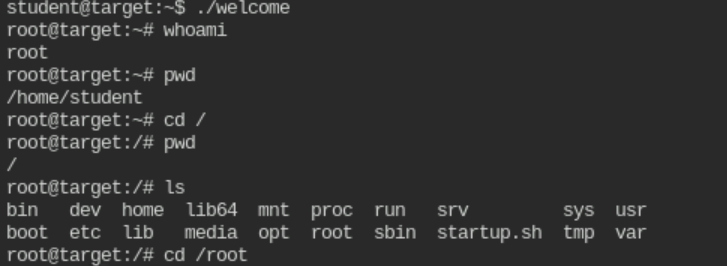 student@target:~$ ./welcome
root@target:~# whoami
root
root@target:~# pwd
/home/student
root@target:~# cd /
root@target:/# pwd
/
root@target:/# ls
bin   dev  home  lib64  mnt  proc  run   srv         sys  usr
boot  etc  lib   media  opt  root  sbin  startup.sh  tmp  var
root@target:/# cd /root